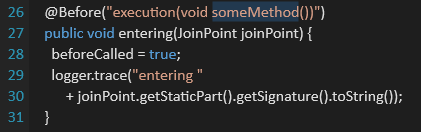 26 @Before("execution(void someMethod())")
27 public void entering(JoinPoint joinPoint) {
28 beforeCalled = true;
29 logger.trace("entering "
30 + joinPoint.getStaticPart().getSignature().toString());
31 }